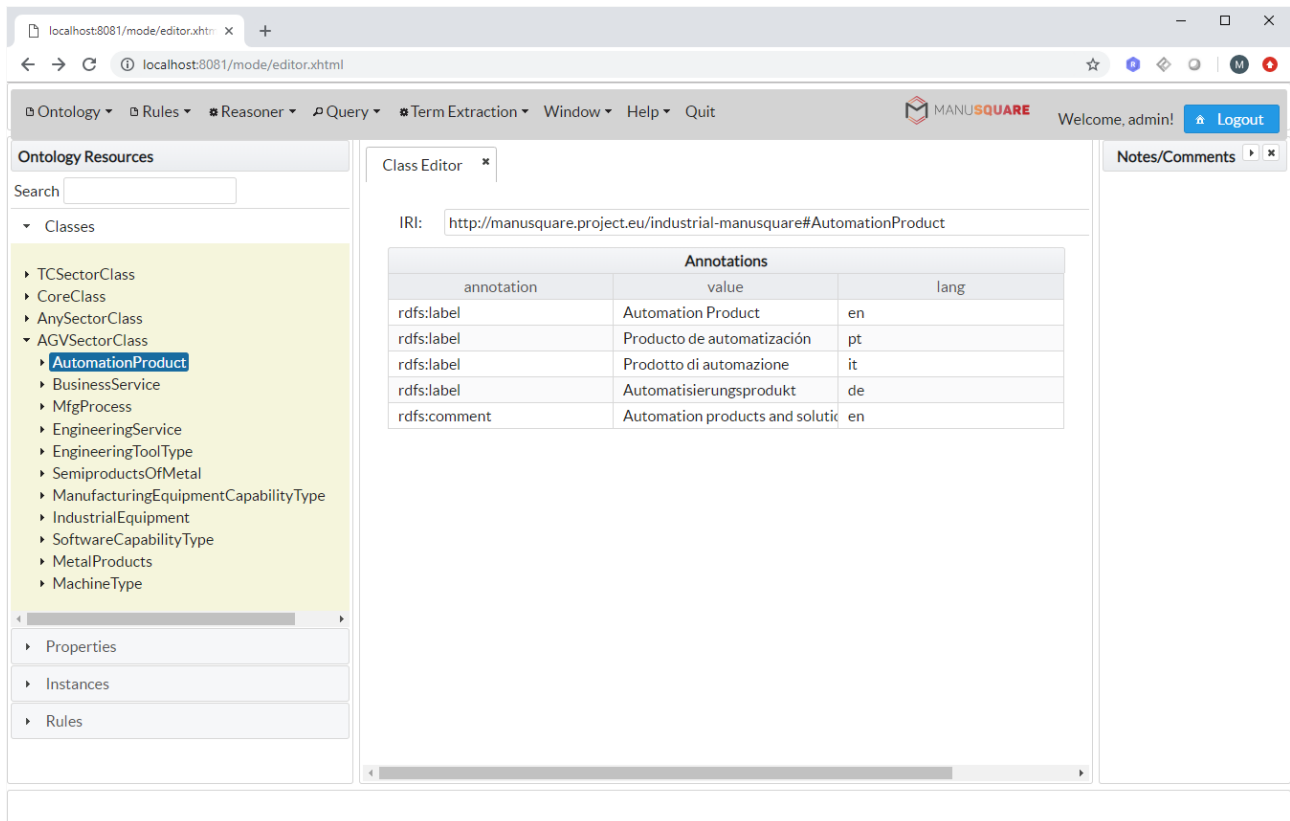 localhost:8081/mode/editor.xhtm
localhost:8081/mode/editor.xhtml
R
M
Ontology Rules Reasoner Query Term Extraction Window Help Quit MANUSQUARE Welcome, admin! Logout
Ontology Resources
Search
Classes
TCSectorClass
CoreClass
AnySectorClass
AGVSectorClass
AutomationProduct
BusinessService
MfgProcess
EngineeringService
EngineeringToolType
SemiproductsOfMetal
ManufacturingEquipmentCapabilityType
IndustrialEquipment
SoftwareCapabilityType
MetalProducts
MachineType
Properties
Instances
Rules
Class Editor
IRI: http://manusquare.project.eu/industrial-manusquare#AutomationProduct
Annotations
annotation value lang
rdfs:label Automation Product en
rdfs:label Producto de automatización pt
rdfs:label Prodotto di automazione it
rdfs:label Automatisierungsprodukt de
rdfs:comment Automation products and solutic en
Notes/Comments